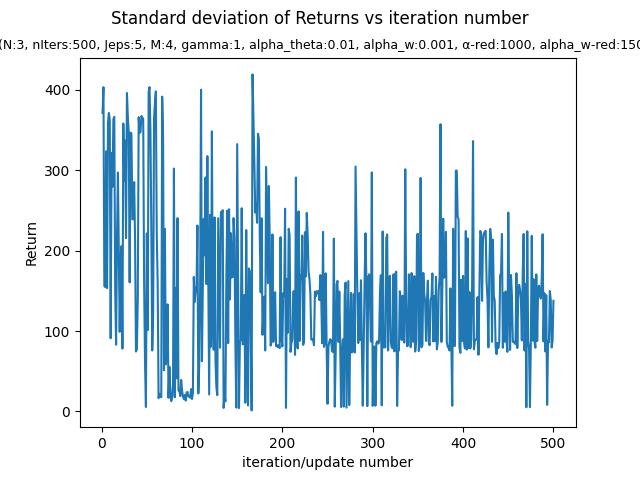 Standard deviation of Returns vs iteration number
(N:3, nIters:500, Jeps:5, M:4, gamma:1, alpha_theta:0.01, alpha_w:0.001, α-red:1000, alpha_w-red:150
400
300
200
100
0
Return
0 100 200 300 400 500
iteration/update number